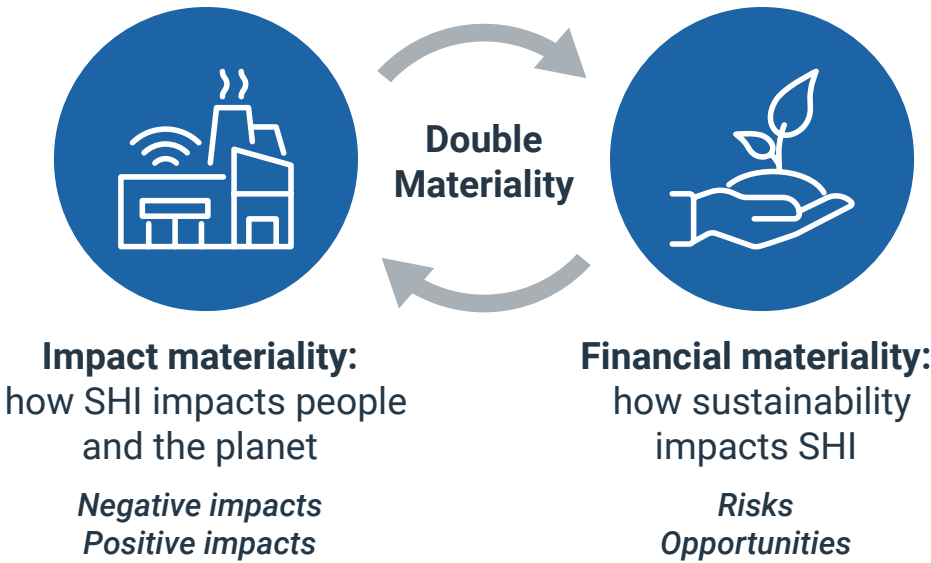 Double
Materiality
Impact materiality:
how SHI impacts people
and the planet
Negative impacts
Positive impacts
Financial materiality:
how sustainability
impacts SHI
Risks
Opportunities